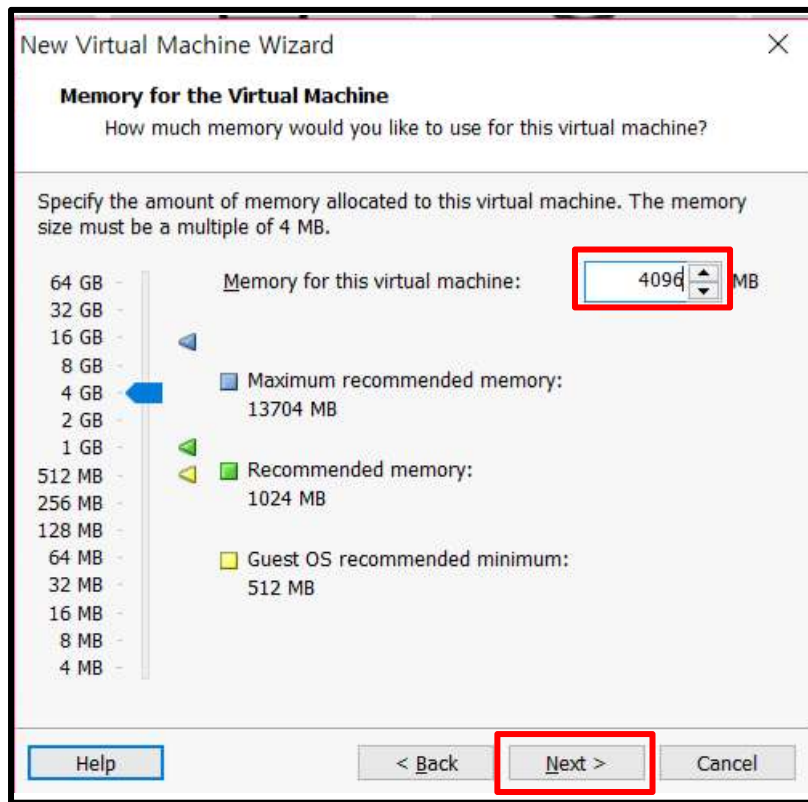 New Virtual Machine Wizard
Memory for the Virtual Machine
How much memory would you like to use for this virtual machine?
Specify the amount of memory allocated to this virtual machine. The memory
size must be a multiple of 4 MB.
Memory for this virtual machine: 4096 MB
64 GB
32 GB
16 GB
8 GB
4 GB
2 GB
1 GB
512 MB
256 MB
128 MB
64 MB
32 MB
16 MB
8 MB
4 MB
Maximum recommended memory:
13704 MB
Recommended memory:
1024 MB
Guest OS recommended minimum:
512 MB
Help
< Back
Next >
Cancel